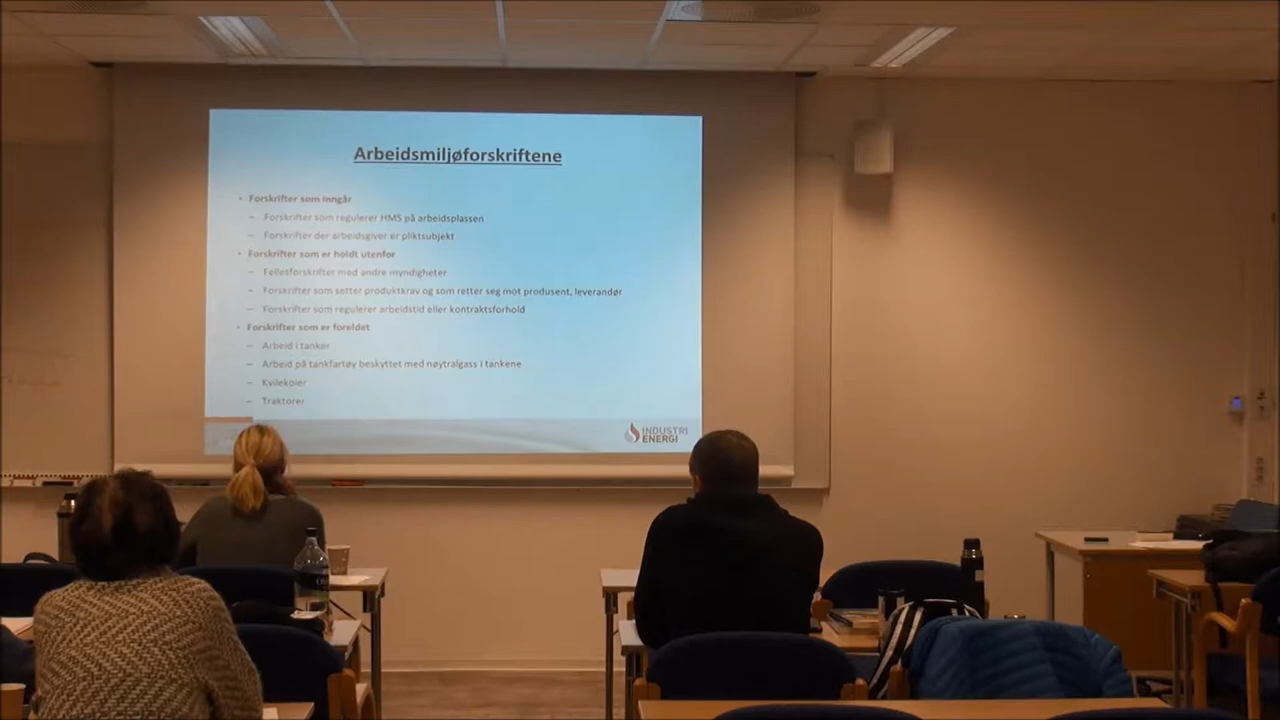 Arbeidsmiljøforskriftene
• Forskrifter som inngår
– Forskrifter som regulerer HMS på arbeidsplassen
– Forskrifter der arbeidsgiver er pliktsubjekt
• Forskrifter som er holdt utenfor
– Fellesforskrifter med andre myndigheter
– Forskrifter som setter produktkrav og som retter seg mot produsent, leverandør
– Forskrifter som regulerer arbeidstid eller kontraktsforhold
• Forskrifter som er foreldet
– Arbeid i tanker
– Arbeid på tankfartøy beskyttet med nøytralgass i tankene
– Kvilekoier
– Traktorer
INDUSTRI
ENERGI